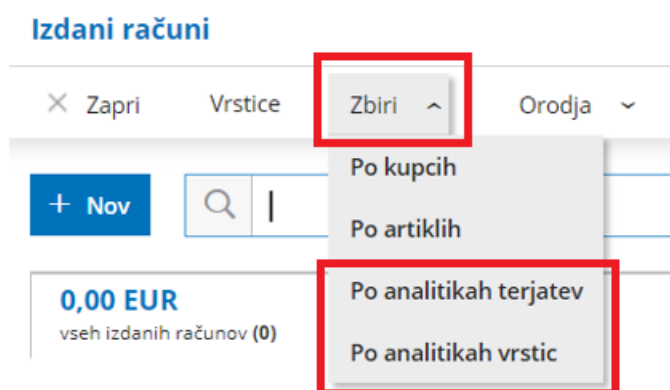 Izdani računi
Zapri Vrstice Zbiri Orodja
Po kupcih
+ Nov
Po artiklih
Po analitikah terjatev
0,00 EUR
vseh izdanih računov (0)
Po analitikah vrstic